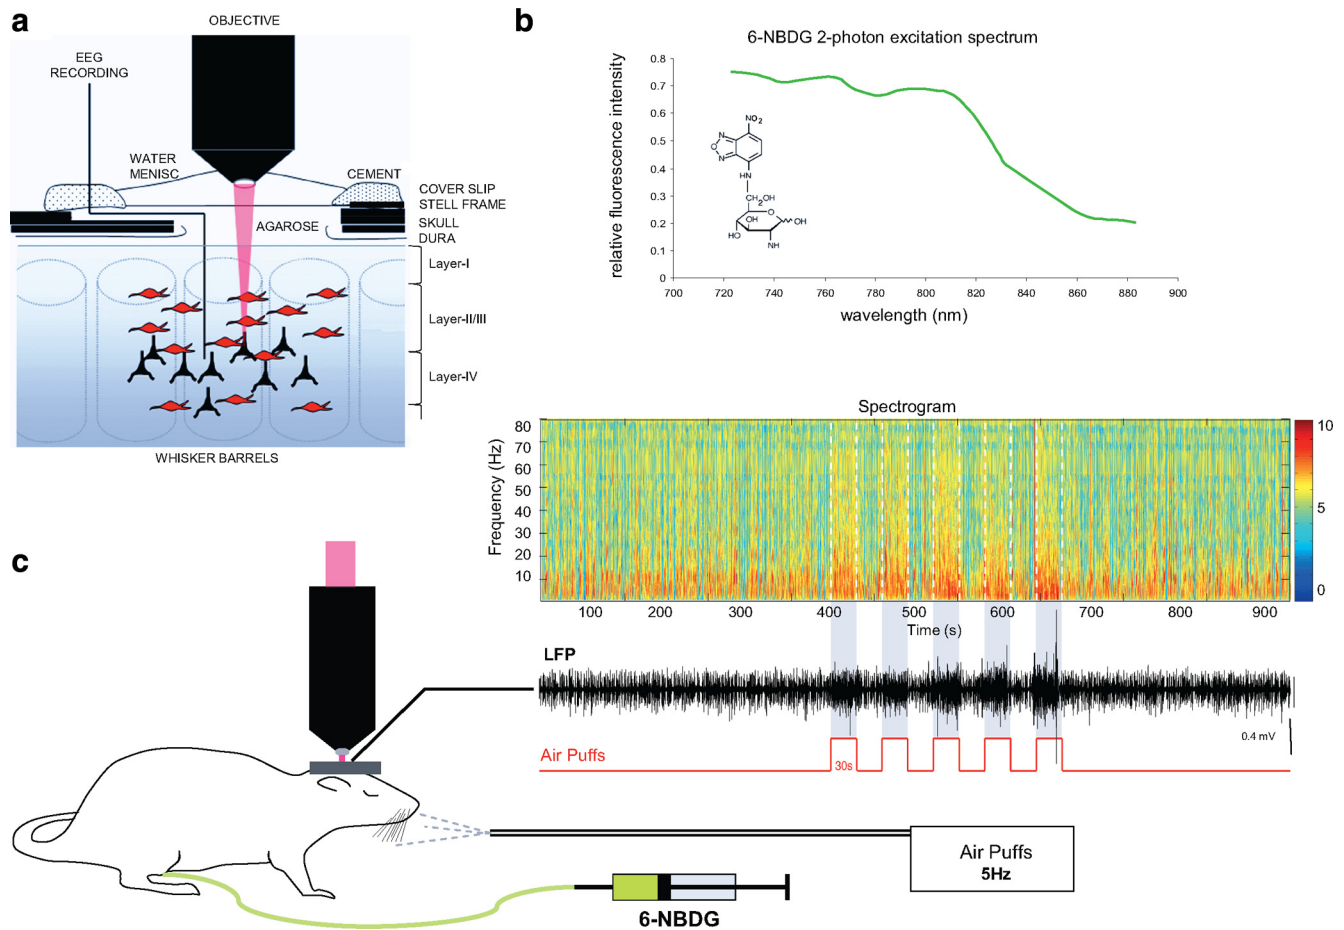 a
OBJECTIVE
EEG
RECORDING
WATER
MENISC
CEMENT
COVER SLIP
STELL FRAME
AGAROSE
SKULL
DURA
Layer-I
Layer-II/III
Layer-IV
WHISKER BARRELS
b
6-NBDG 2-photon excitation spectrum
relative fluorescence intensity
0.8
0.7
0.6
0.5
0.4
0.3
0.2
0.1
0
700 720 740 760 780 800 820 840 860 880 900
wavelength (nm)
NO2
N
O
N
HN
CH2OH
O
OH
OH
HO
NH
c
Spectrogram
Frequency (Hz)
80
70
60
50
40
30
20
10
100 200 300 400 500 600 700 800 900
Time (s)
10
5
0
LFP
0.4 mV
Air Puffs
30s
Air Puffs
5Hz
6-NBDG